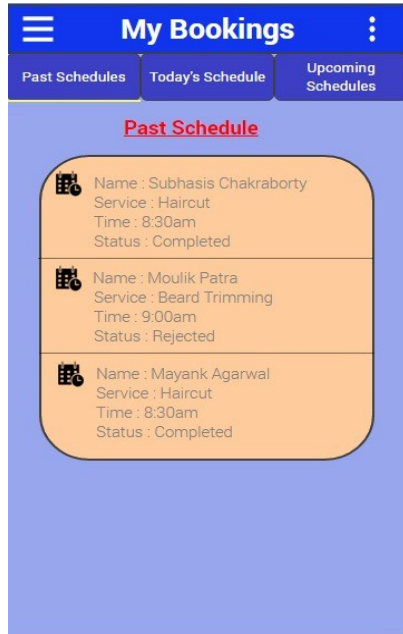 My Bookings
Past Schedules
Today's Schedule
Upcoming
Schedules
Past Schedule
Name : Subhasis Chakraborty
Service : Haircut
Time : 8:30am
Status : Completed
Name : Moulik Patra
Service : Beard Trimming
Time : 9:00am
Status : Rejected
Name : Mayank Agarwal
Service : Haircut
Time : 8:30am
Status : Completed